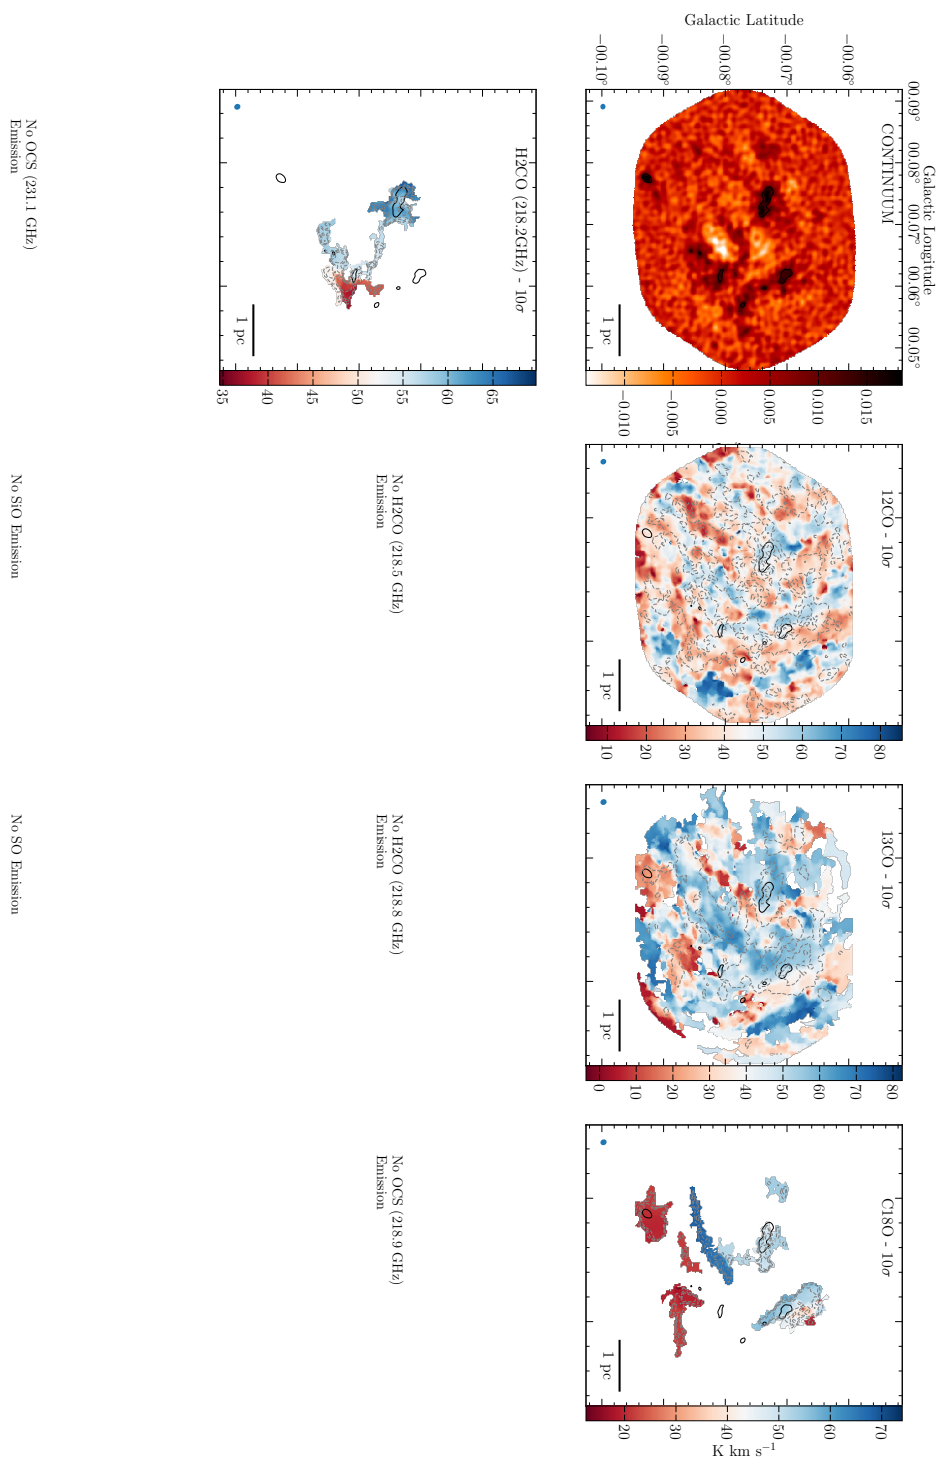 Galactic Longitude
00.09°
00.08°
00.07°
00.06°
00.05°
Galactic Latitude
−00.06°
−00.07°
−00.08°
−00.09°
−00.10°
CONTINUUM
1 pc
0.015
0.010
0.005
0.000
−0.005
−0.010
12CO - 10σ
1 pc
80
70
60
50
40
30
20
10
13CO - 10σ
1 pc
80
70
60
50
40
30
20
10
0
C18O - 10σ
1 pc
70
60
50
40
30
20
K km s⁻¹
H2CO (218.2GHz) - 10σ
1 pc
65
60
55
50
45
40
35
No H2CO (218.5 GHz)
Emission
No H2CO (218.8 GHz)
Emission
No OCS (218.9 GHz)
Emission
No OCS (231.1 GHz)
Emission
No SiO Emission
No SO Emission